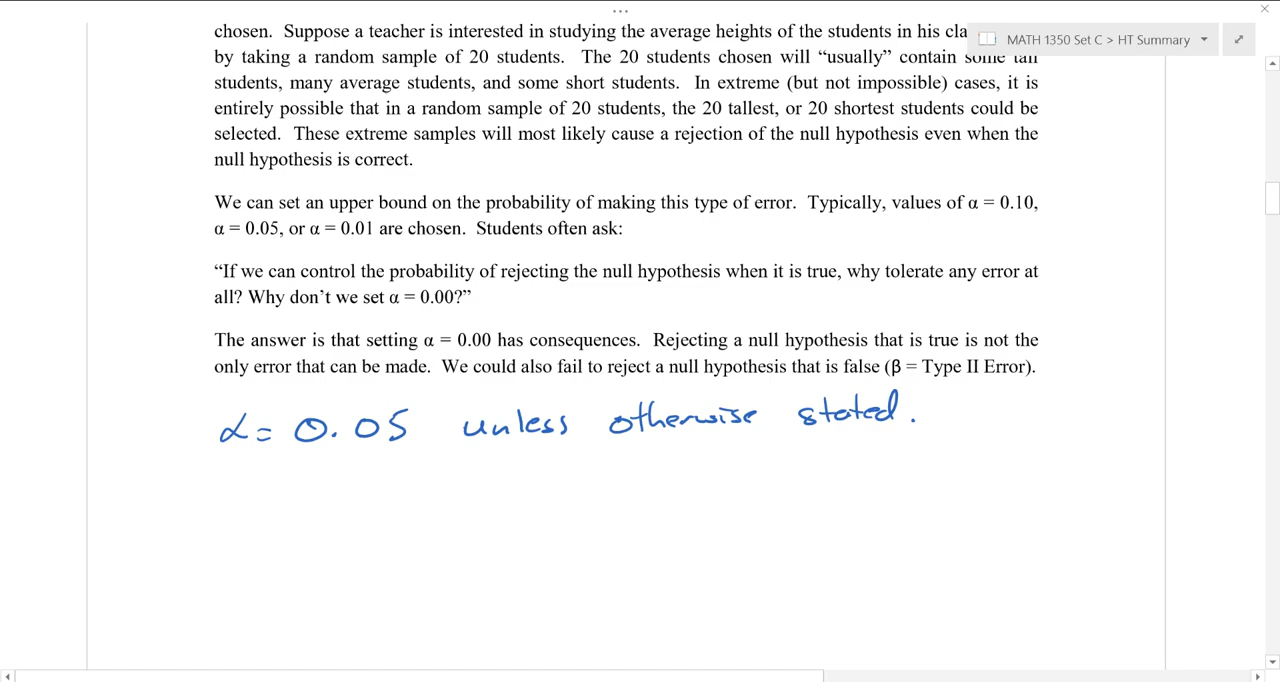 ...
chosen. Suppose a teacher is interested in studying the average heights of the students in his cla
MATH 1350 Set C > HT Summary
by taking a random sample of 20 students. The 20 students chosen will “usually” contain some tall
students, many average students, and some short students. In extreme (but not impossible) cases, it is
entirely possible that in a random sample of 20 students, the 20 tallest, or 20 shortest students could be
selected. These extreme samples will most likely cause a rejection of the null hypothesis even when the
null hypothesis is correct.
We can set an upper bound on the probability of making this type of error. Typically, values of α = 0.10,
α = 0.05, or α = 0.01 are chosen. Students often ask:
“If we can control the probability of rejecting the null hypothesis when it is true, why tolerate any error at
all? Why don’t we set α = 0.00?”
The answer is that setting α = 0.00 has consequences. Rejecting a null hypothesis that is true is not the
only error that can be made. We could also fail to reject a null hypothesis that is false (β = Type II Error).
α = 0.05 unless otherwise stated.